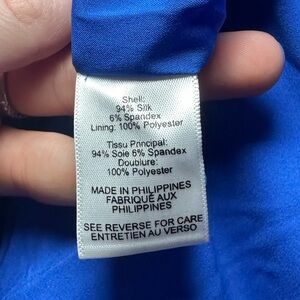 Shell:
94% Silk
6% Spandex
Lining: 100% Polyester
Tissu Principal:
94% Soie 6% Spandex
Doublure:
100% Polyester
MADE IN PHILIPPINES
FABRIQUÉ AUX
PHILIPPINES
SEE REVERSE FOR CARE
ENTRETIEN AU VERSO